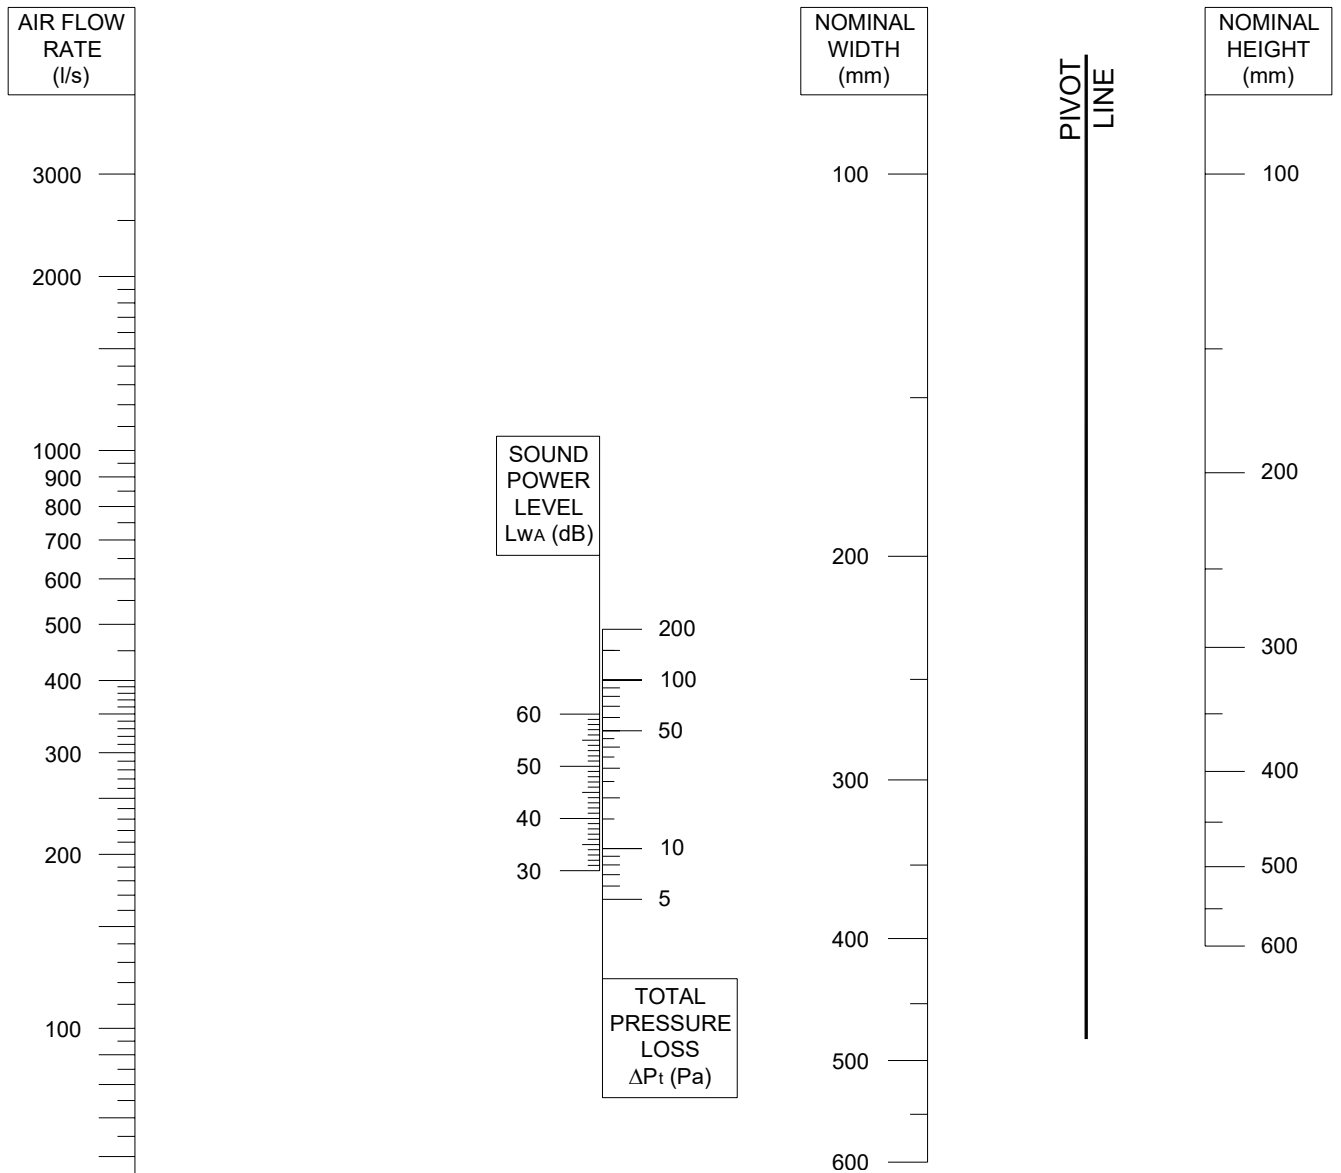 AIR FLOW
RATE
(l/s)
3000
2000
1000
900
800
700
600
500
400
300
200
100
SOUND
POWER
LEVEL
LWA (dB)
60
50
40
30
200
100
50
10
5
TOTAL
PRESSURE
LOSS
ΔPt (Pa)
NOMINAL
WIDTH
(mm)
100
200
300
400
500
600
PIVOT
LINE
NOMINAL
HEIGHT
(mm)
100
200
300
400
500
600